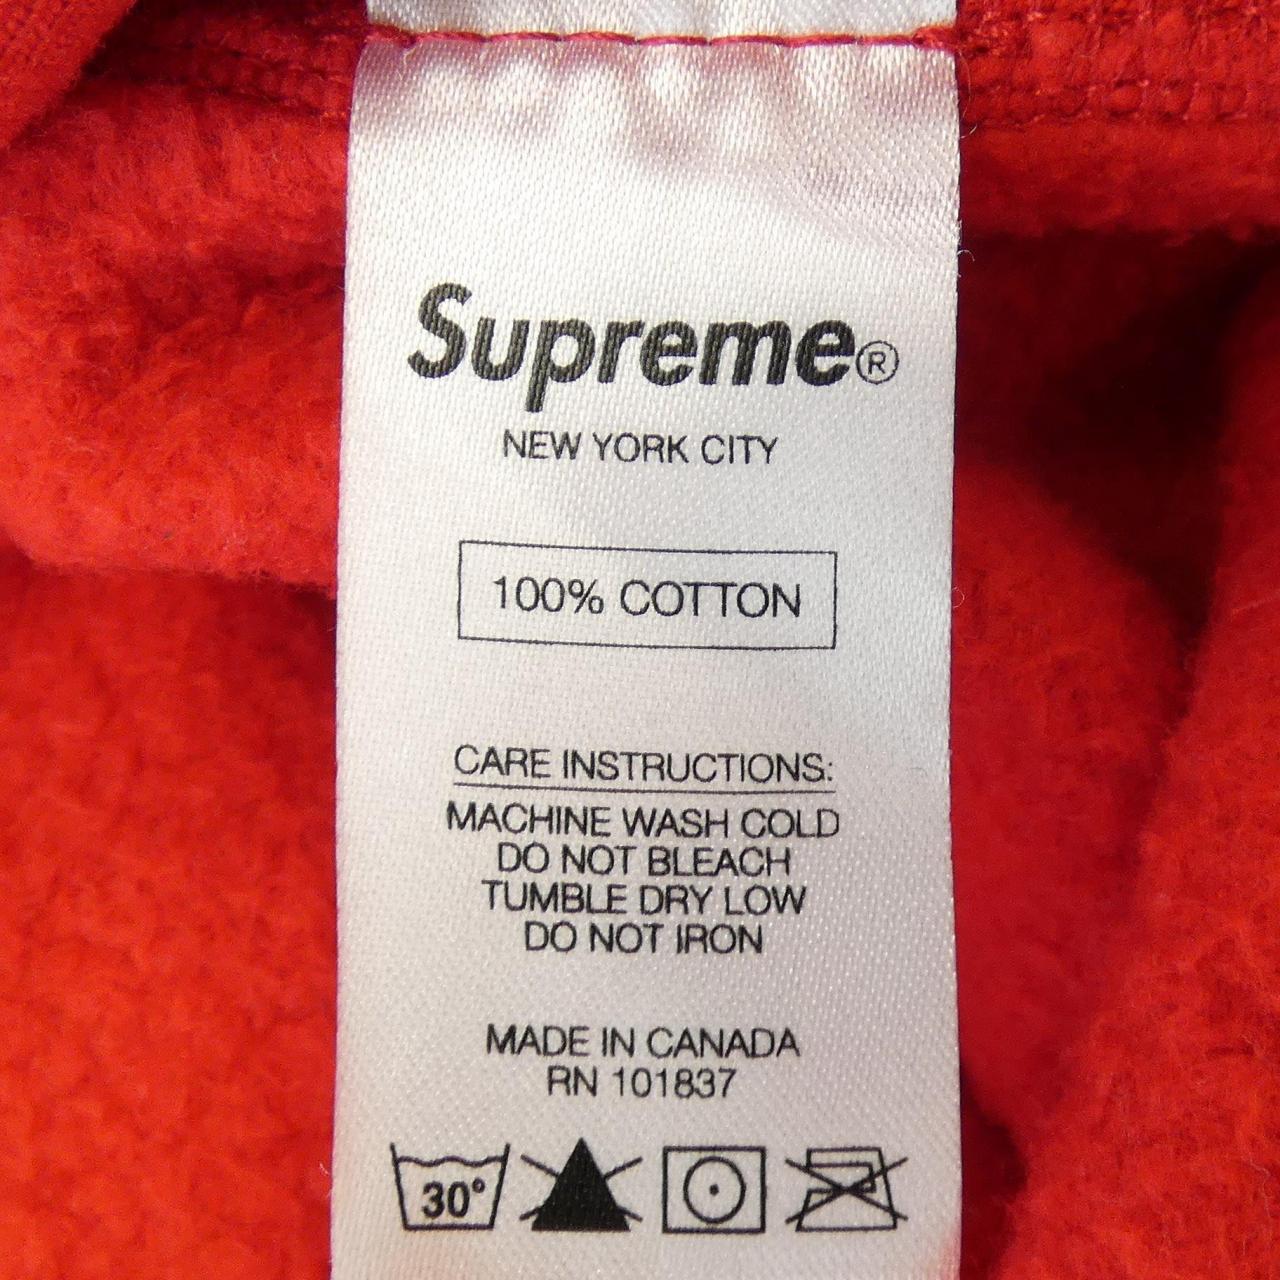 Supreme®
NEW YORK CITY
100% COTTON
CARE INSTRUCTIONS:
MACHINE WASH COLD
DO NOT BLEACH
TUMBLE DRY LOW
DO NOT IRON
MADE IN CANADA
RN 101837
30°